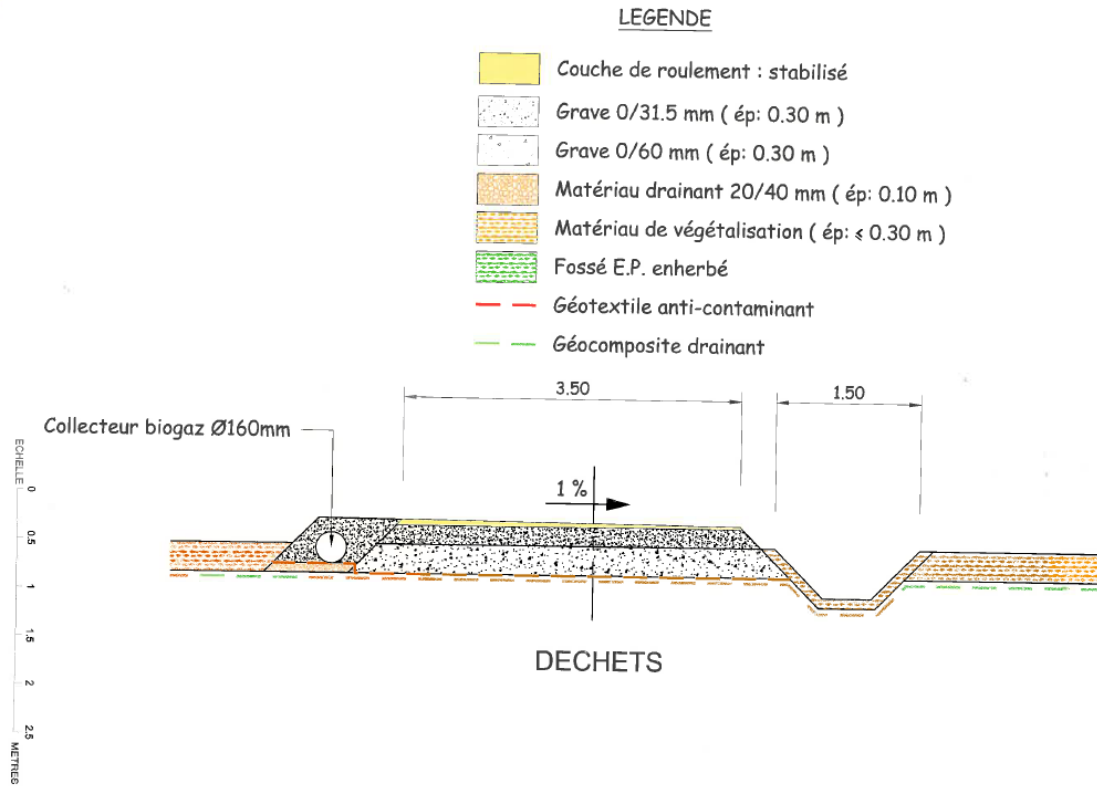 LEGENDE
Couche de roulement : stabilisé
Grave 0/31.5 mm ( ép: 0.30 m )
Grave 0/60 mm ( ép: 0.30 m )
Matériau drainant 20/40 mm ( ép: 0.10 m )
Matériau de végétalisation ( ép: ≤ 0.30 m )
Fossé E.P. enherbé
Géotextile anti-contaminant
Géocomposite drainant
3.50
1.50
Collecteur biogaz Ø160mm
1 %
DECHETS
ECHELLE
0
0.5
1
1.5
2
2.5
METRES